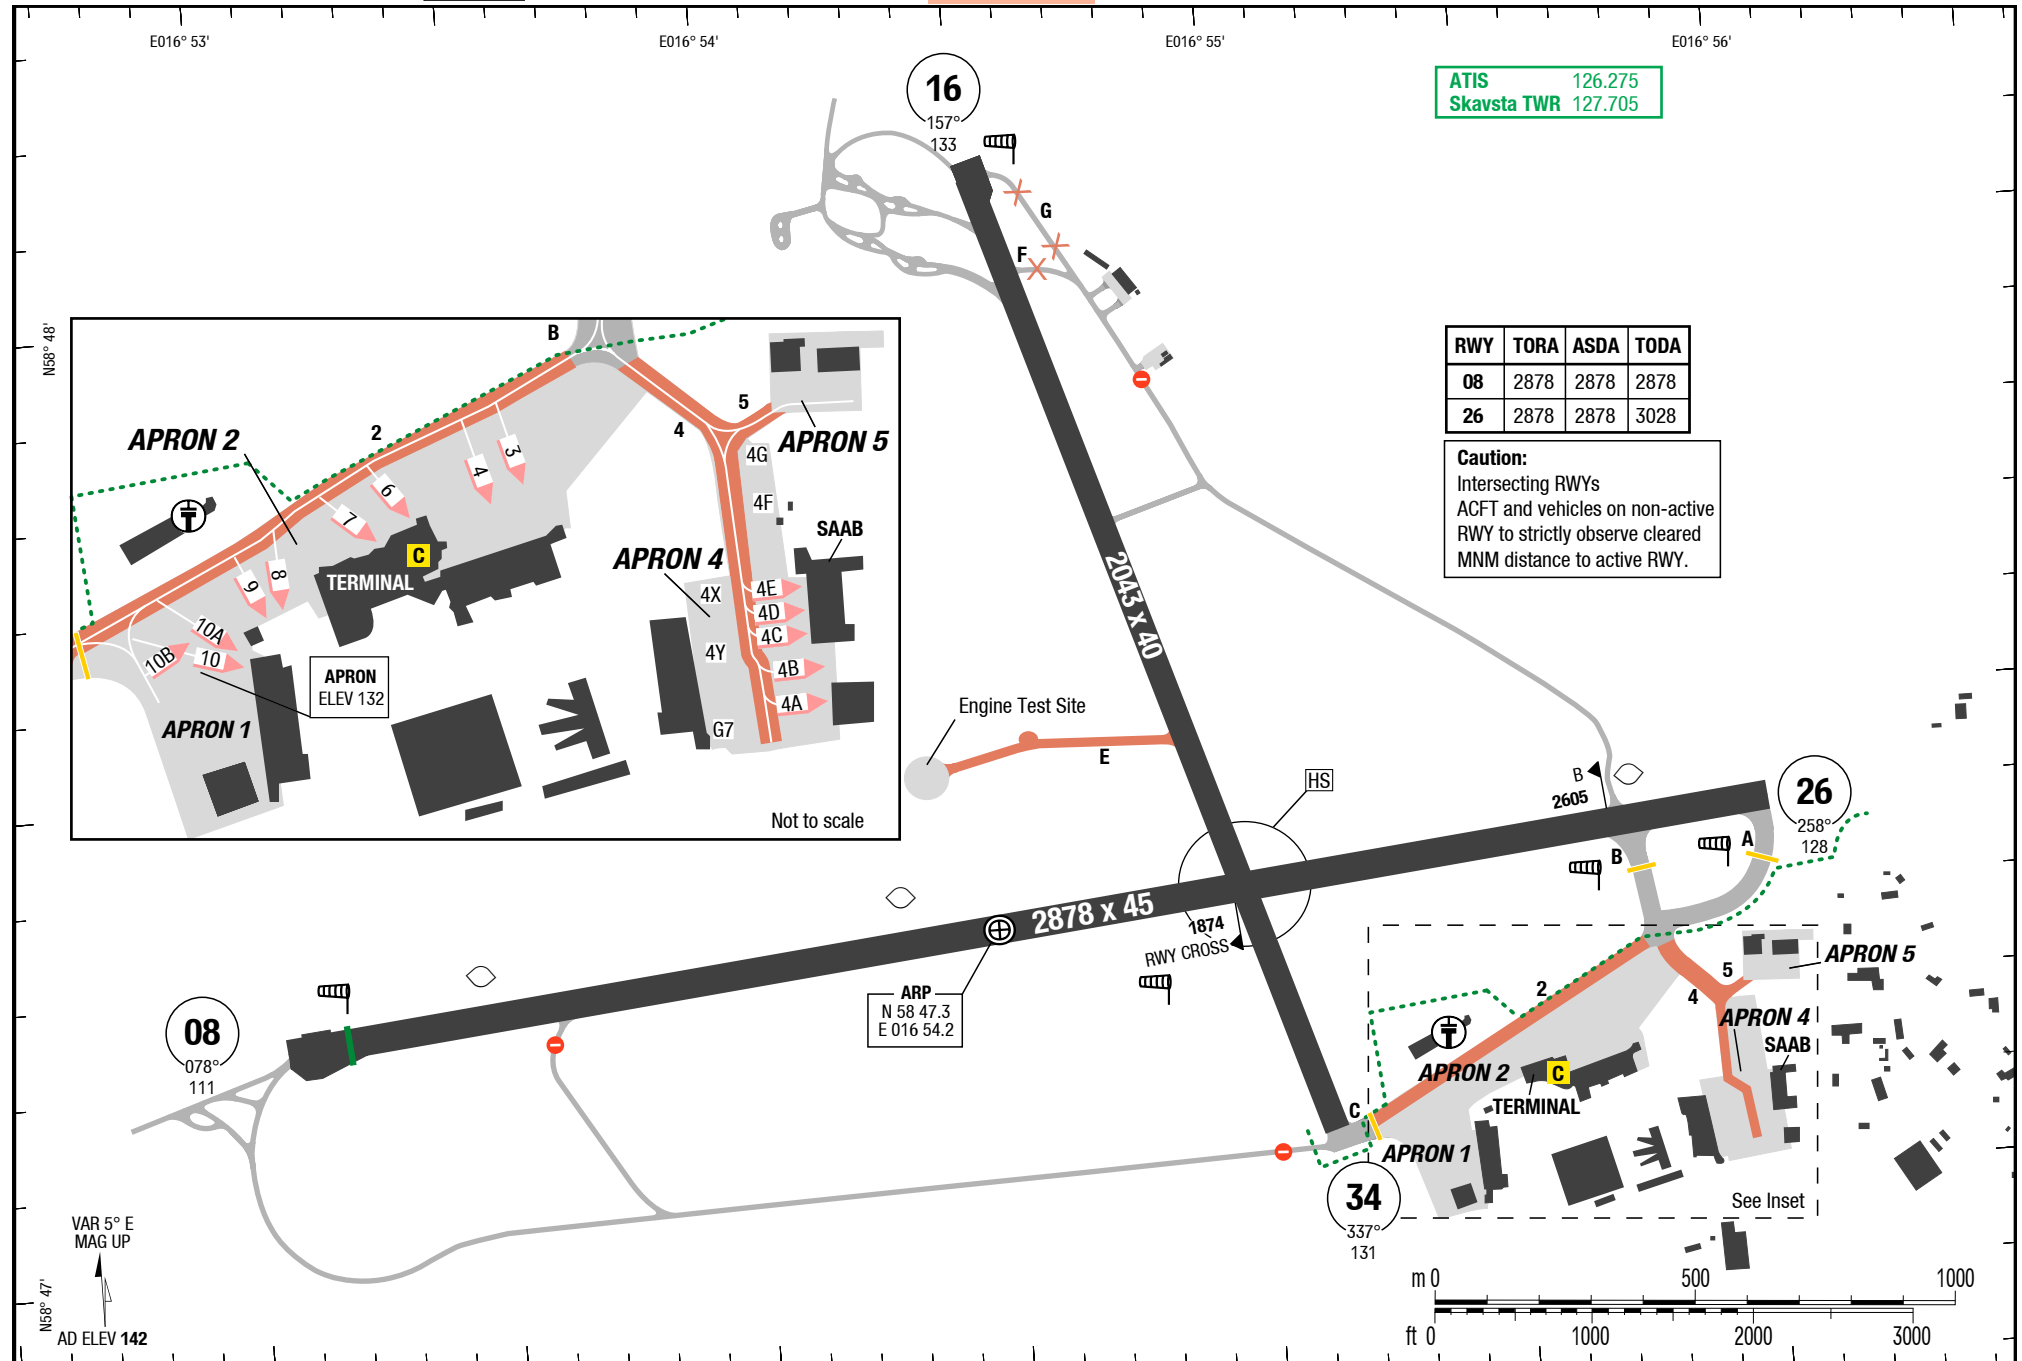 E016° 53'
E016° 54'
E016° 55'
E016° 56'
16
157°
133
ATIS 126.275
Skavsta TWR 127.705
G
F
N58° 48'
B
2
APRON 2
5
4
APRON 5
3
4
6
7
8
9
10A
10B
10
4G
4F
SAAB
C
TERMINAL
APRON 4
4X
4E
4D
4C
4Y
4B
4A
G7
APRON
ELEV 132
APRON 1
Not to scale
RWY TORA ASDA TODA
08 2878 2878 2878
26 2878 2878 3028
Caution:
Intersecting RWYs
ACFT and vehicles on non-active
RWY to strictly observe cleared
MNM distance to active RWY.
2043 x 40
Engine Test Site
E
HS
B
2605
26
258°
128
A
B
2878 x 45
1874
RWY CROSS
ARP
N 58 47.3
E 016 54.2
08
078°
111
APRON 5
5
4
2
APRON 4
SAAB
APRON 2
C
TERMINAL
C
APRON 1
34
337°
131
See Inset
VAR 5° E
MAG UP
N58° 47'
AD ELEV 142
m 0 500 1000
ft 0 1000 2000 3000